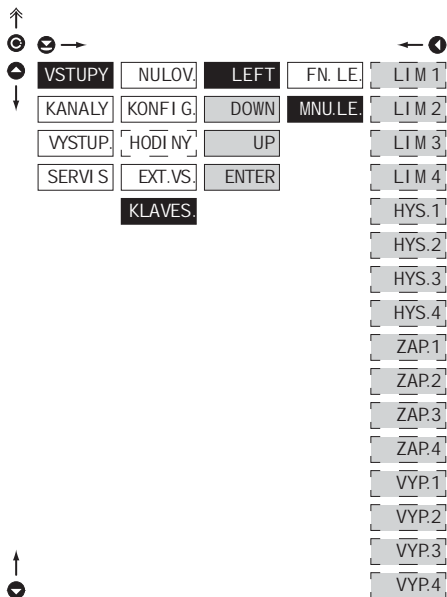 VSTUPY NULOV. LEFT FN. LE. LIM 1
KANALY KONFIG. DOWN MNU.LE. LIM 2
VYSTUP. HODINY UP LIM 3
SERVIS EXT.VS. ENTER LIM 4
KLAVES. HYS.1
HYS.2
HYS.3
HYS.4
ZAP.1
ZAP.2
ZAP.3
ZAP.4
VYP.1
VYP.2
VYP.3
VYP.4